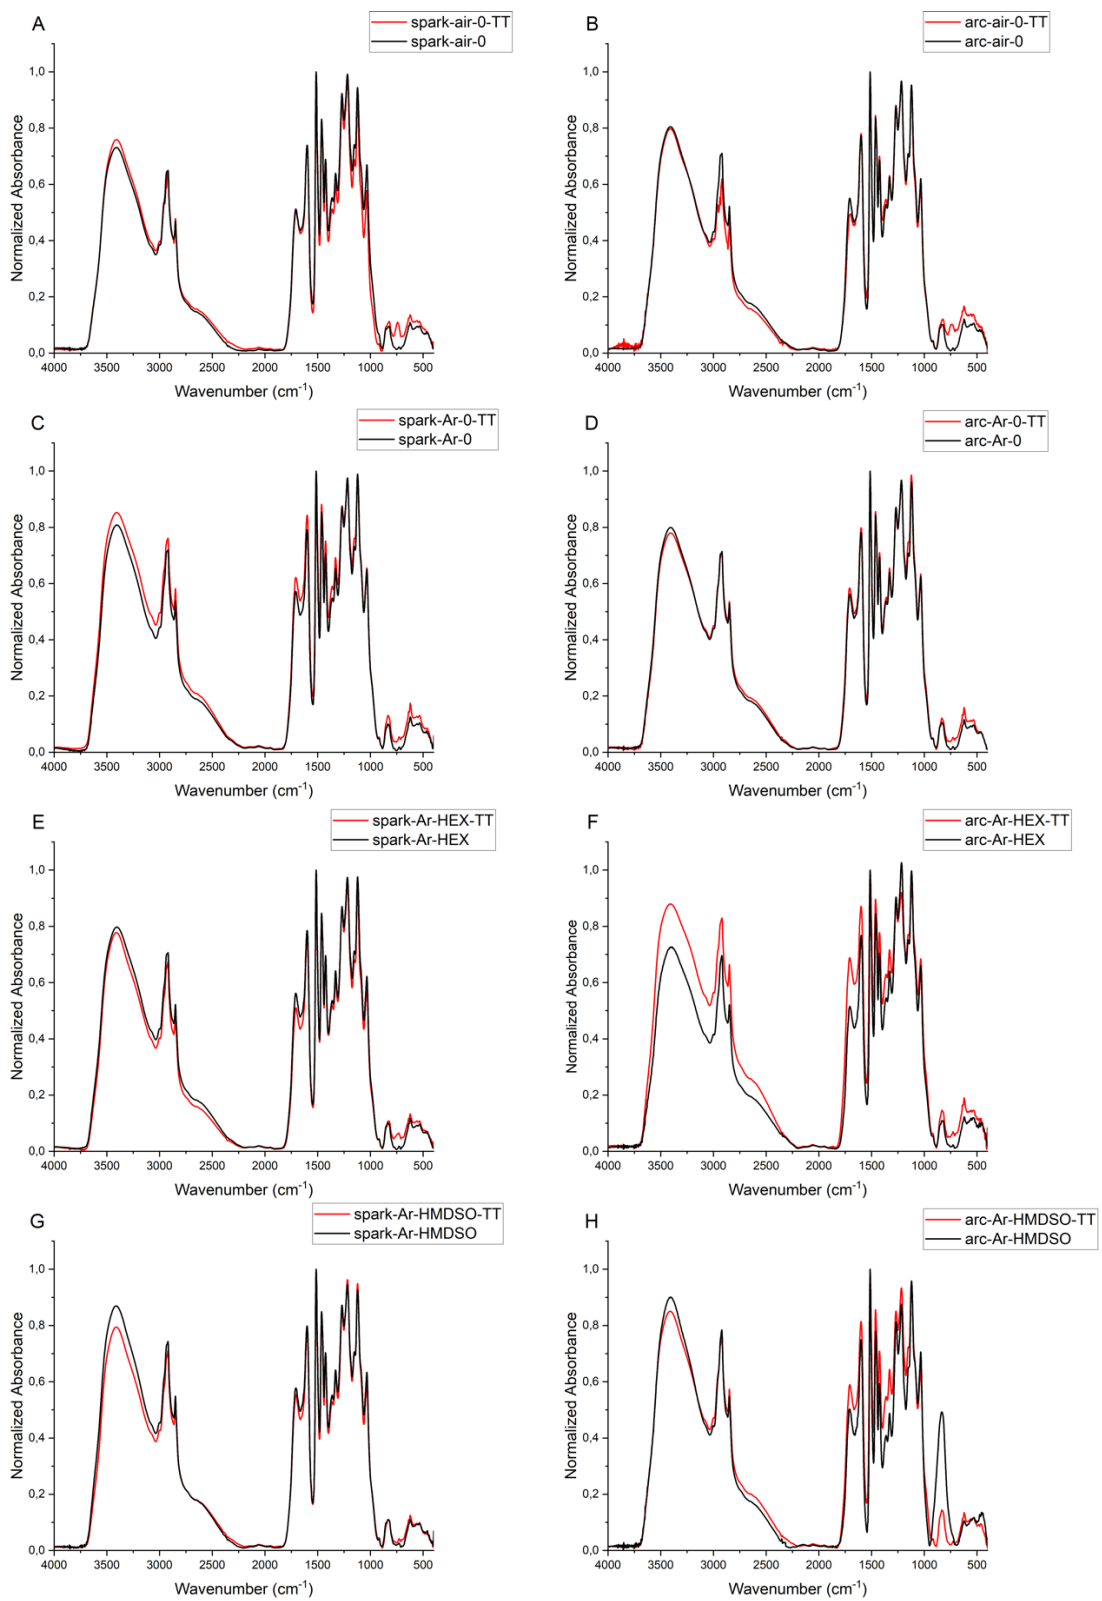 A
spark-air-0-TT
spark-air-0
1,0
0,8
0,6
0,4
0,2
0,0
Normalized Absorbance
4000 3500 3000 2500 2000 1500 1000 500
Wavenumber (cm-1)
B
arc-air-0-TT
arc-air-0
1,0
0,8
0,6
0,4
0,2
0,0
Normalized Absorbance
4000 3500 3000 2500 2000 1500 1000 500
Wavenumber (cm-1)
C
spark-Ar-0-TT
spark-Ar-0
1,0
0,8
0,6
0,4
0,2
0,0
Normalized Absorbance
4000 3500 3000 2500 2000 1500 1000 500
Wavenumber (cm-1)
D
arc-Ar-0-TT
arc-Ar-0
1,0
0,8
0,6
0,4
0,2
0,0
Normalized Absorbance
4000 3500 3000 2500 2000 1500 1000 500
Wavenumber (cm-1)
E
spark-Ar-HEX-TT
spark-Ar-HEX
1,0
0,8
0,6
0,4
0,2
0,0
Normalized Absorbance
4000 3500 3000 2500 2000 1500 1000 500
Wavenumber (cm-1)
F
arc-Ar-HEX-TT
arc-Ar-HEX
1,0
0,8
0,6
0,4
0,2
0,0
Normalized Absorbance
4000 3500 3000 2500 2000 1500 1000 500
Wavenumber (cm-1)
G
spark-Ar-HMDSO-TT
spark-Ar-HMDSO
1,0
0,8
0,6
0,4
0,2
0,0
Normalized Absorbance
4000 3500 3000 2500 2000 1500 1000 500
Wavenumber (cm-1)
H
arc-Ar-HMDSO-TT
arc-Ar-HMDSO
1,0
0,8
0,6
0,4
0,2
0,0
Normalized Absorbance
4000 3500 3000 2500 2000 1500 1000 500
Wavenumber (cm-1)